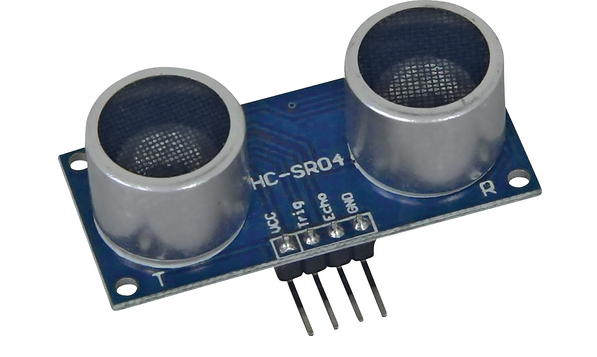 HC-SR04
VCC
Trig
Echo
GND
T
R